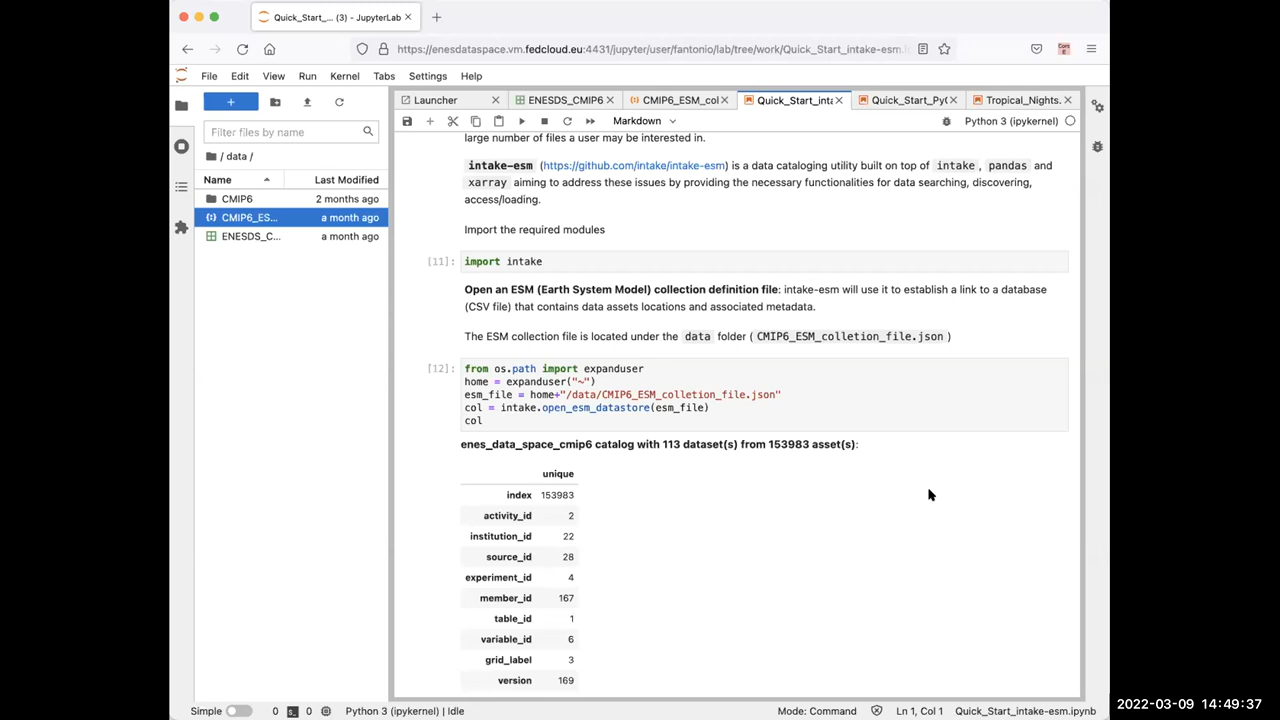 Quick_Start_... (3) - JupyterLab
https://enesdataspace.vm.fedcloud.eu:4431/jupyter/user/fantonio/lab/tree/work/Quick_Start_intake-esm.i
File Edit View Run Kernel Tabs Settings Help
Launcher ENESDS_CMIP6 CMIP6_ESM_col Quick_Start_inta Quick_Start_PyO Tropical_Nights.
Markdown Python 3 (ipykernel)
Filter files by name
/ data /
Name Last Modified
CMIP6 2 months ago
CMIP6_ES... a month ago
ENESDS_C... a month ago
large number of files a user may be interested in.
intake-esm (https://github.com/intake/intake-esm) is a data cataloging utility built on top of intake, pandas and
xarray aiming to address these issues by providing the necessary functionalities for data searching, discovering,
access/loading.
Import the required modules
[11]: import intake
Open an ESM (Earth System Model) collection definition file: intake-esm will use it to establish a link to a database
(CSV file) that contains data assets locations and associated metadata.
The ESM collection file is located under the data folder (CMIP6_ESM_colletion_file.json)
[12]: from os.path import expanduser
home = expanduser("~")
esm_file = home+"/data/CMIP6_ESM_colletion_file.json"
col = intake.open_esm_datastore(esm_file)
col
enes_data_space_cmip6 catalog with 113 dataset(s) from 153983 asset(s):
unique
index 153983
activity_id 2
institution_id 22
source_id 28
experiment_id 4
member_id 167
table_id 1
variable_id 6
grid_label 3
version 169
Simple 0 0 Python 3 (ipykernel) | Idle Mode: Command Ln 1, Col 1 Quick_Start_intake-esm.ipynb
2022-03-09 14:49:37